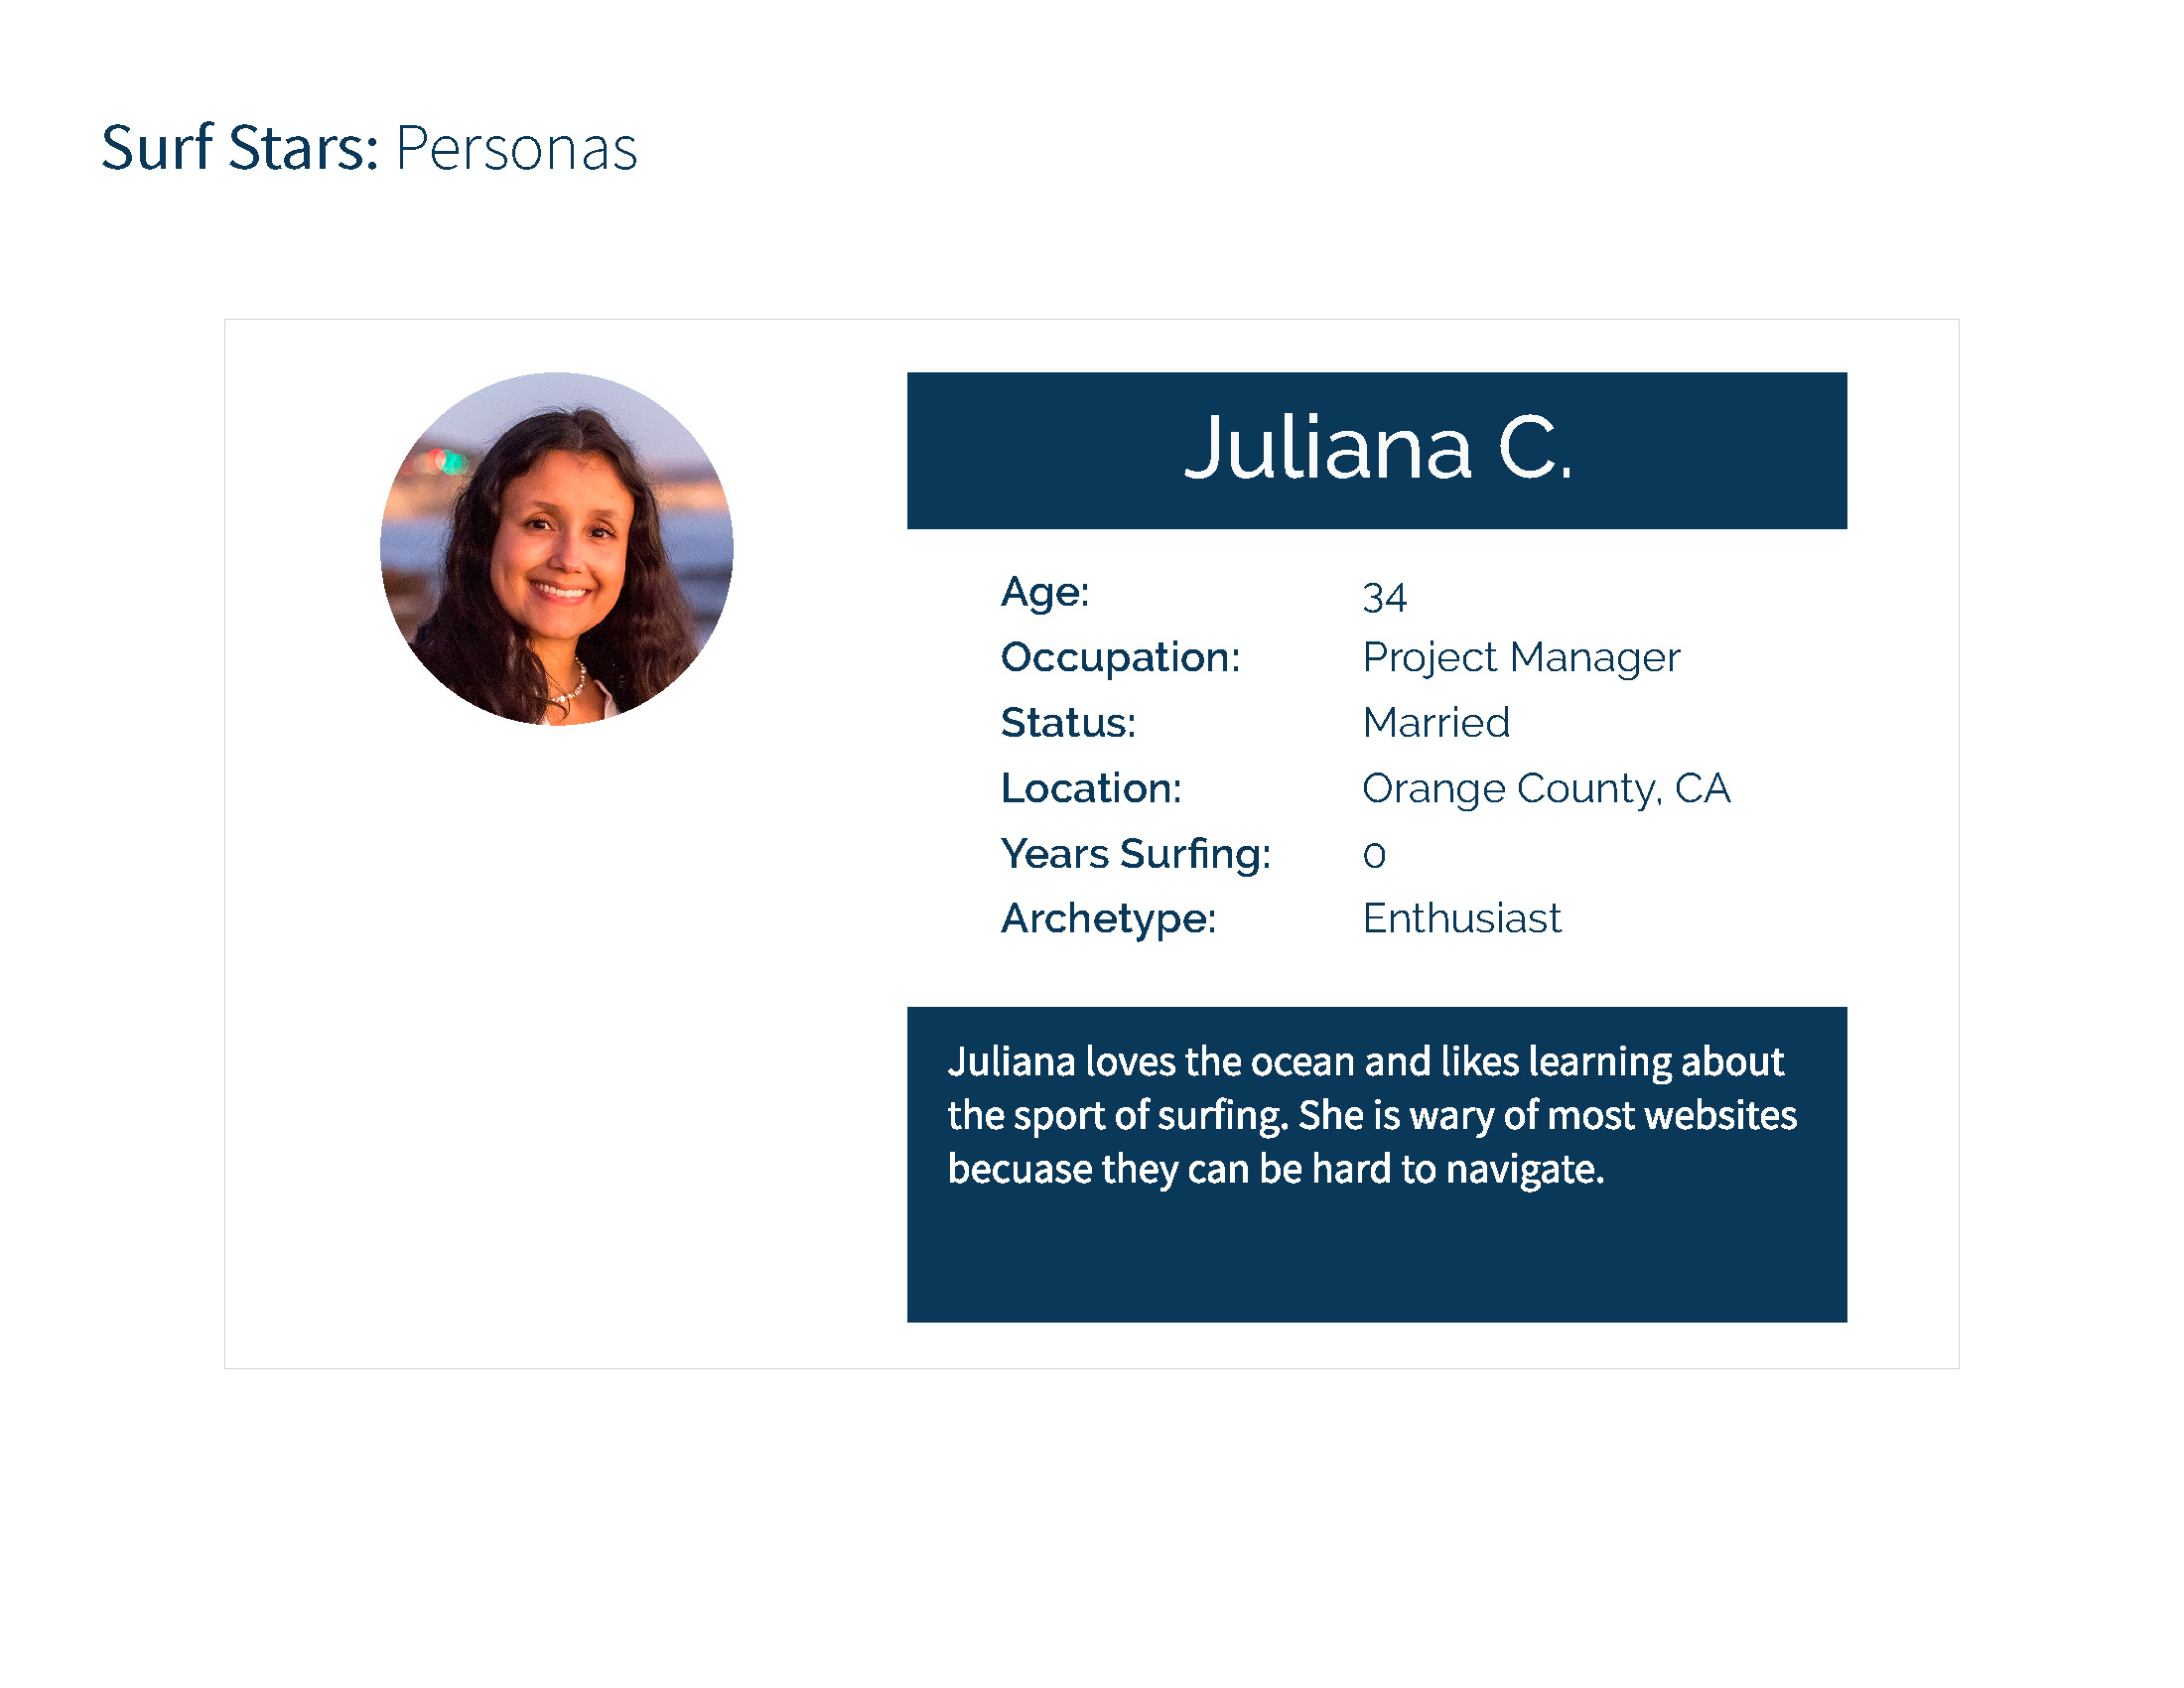 Surf Stars: Personas
Juliana C.
Age: 34
Occupation: Project Manager
Status: Married
Location: Orange County, CA
Years Surfing: 0
Archetype: Enthusiast
Juliana loves the ocean and likes learning about
the sport of surfing. She is wary of most websites
becuase they can be hard to navigate.